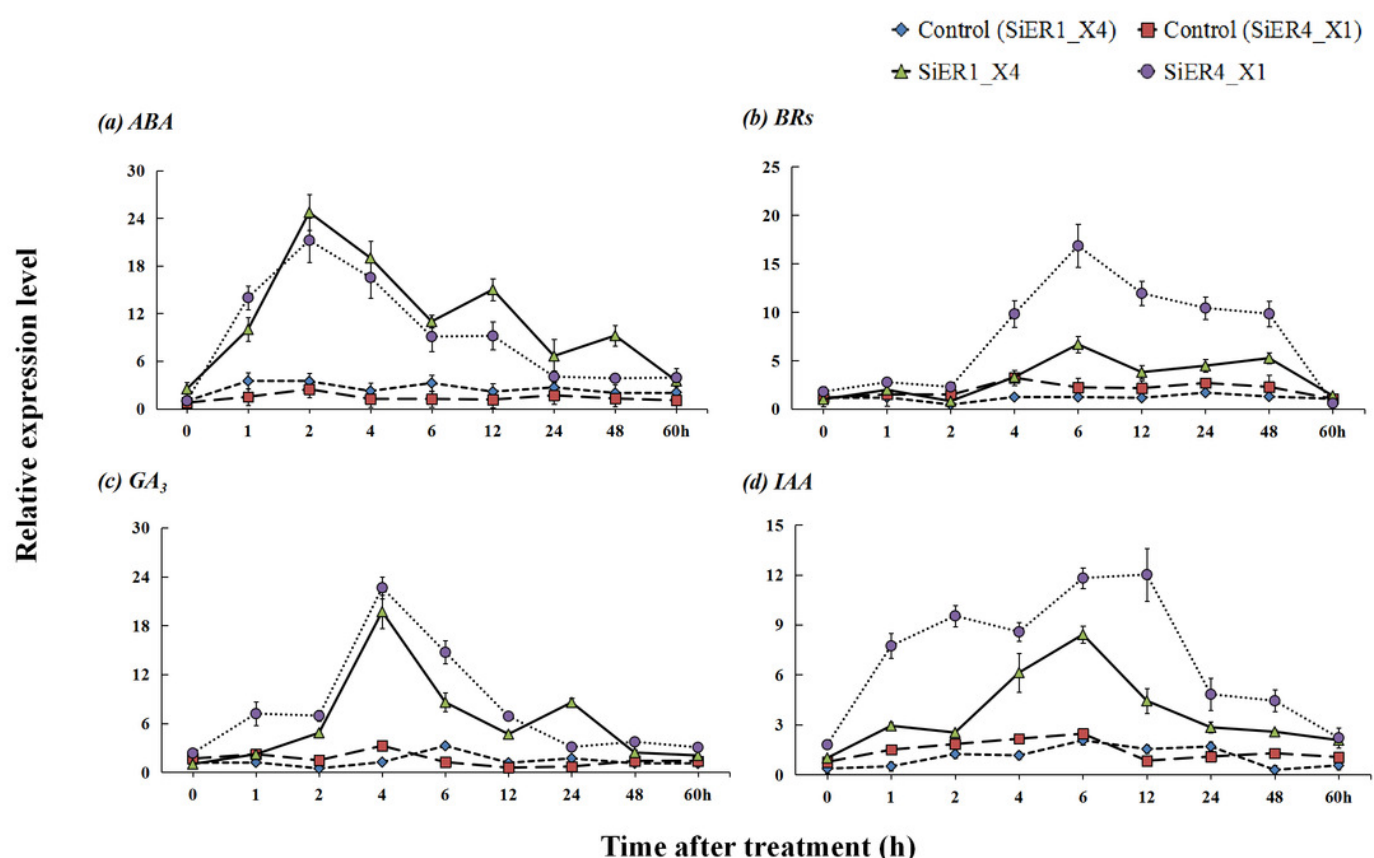 Control (SiER1_X4) Control (SiER4_X1)
SiER1_X4 SiER4_X1
(a) ABA
30
24
18
12
6
0
0 1 2 4 6 12 24 48 60h
(b) BRs
25
20
15
10
5
0
0 1 2 4 6 12 24 48 60h
Relative expression level
(c) GA3
30
24
18
12
6
0
0 1 2 4 6 12 24 48 60h
(d) IAA
15
12
9
6
3
0
0 1 2 4 6 12 24 48 60h
Time after treatment (h)